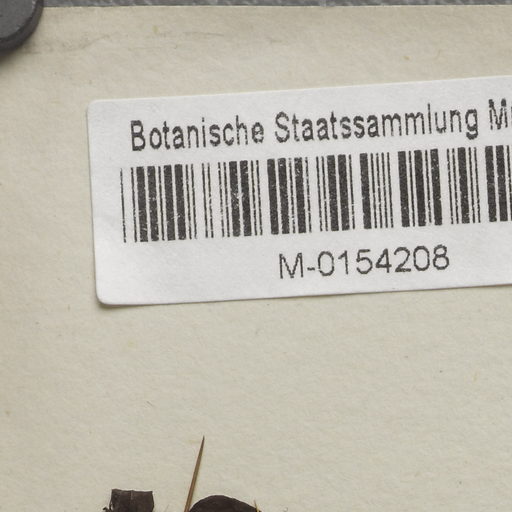 Botanische Staatssammlung M
M-0154208